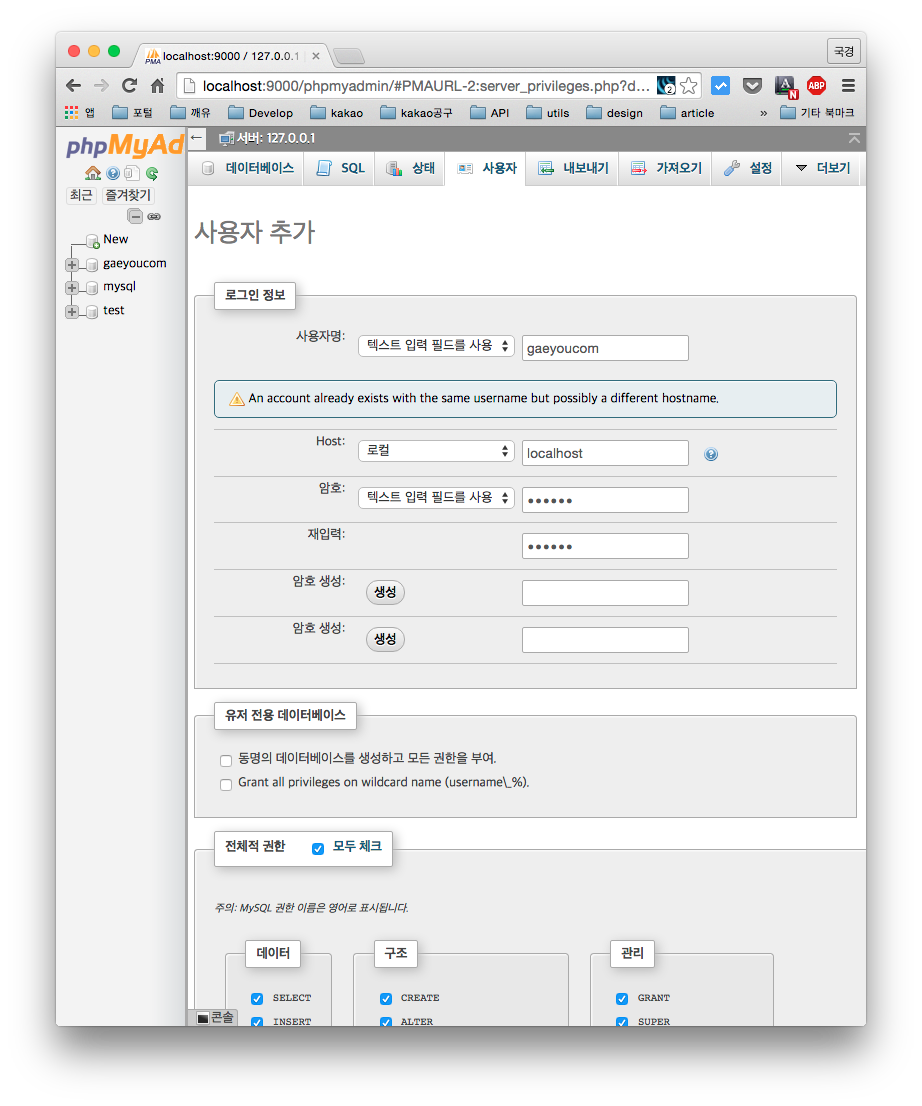 PMA localhost:9000 / 127.0.0.1 국경
localhost:9000/phpmyadmin/#PMAURL-2:server_privileges.php?d... 2 N ABP
앱 포털 깨유 Develop kakao kakao공구 API utils design article » 기타 북마크
phpMyAd
최근 즐겨찾기
New
gaeyoucom
mysql
test
← 서버: 127.0.0.1
데이터베이스 SQL 상태 사용자 내보내기 가져오기 설정 더보기
사용자 추가
로그인 정보
사용자명: 텍스트 입력 필드를 사용 gaeyoucom
An account already exists with the same username but possibly a different hostname.
Host: 로컬 localhost
암호: 텍스트 입력 필드를 사용 ••••••
재입력: ••••••
암호 생성: 생성
암호 생성: 생성
유저 전용 데이터베이스
동명의 데이터베이스를 생성하고 모든 권한을 부여.
Grant all privileges on wildcard name (username\_%).
전체적 권한 모두 체크
주의: MySQL 권한 이름은 영어로 표시됩니다.
데이터 구조 관리
SELECT CREATE GRANT
INSERT ALTER SUPER
콘솔